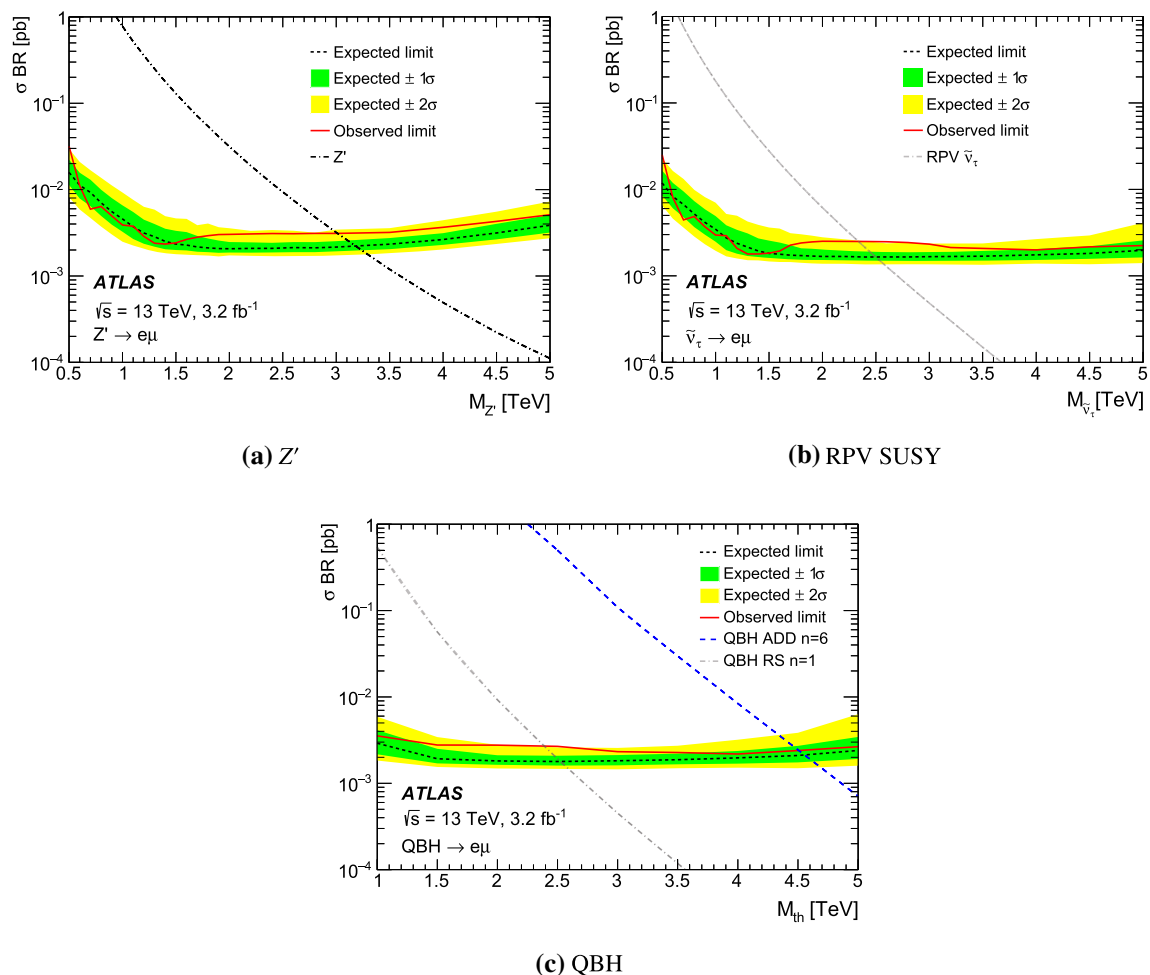 σ BR [pb]
1
10⁻¹
10⁻²
10⁻³
10⁻⁴
Expected limit
Expected ± 1σ
Expected ± 2σ
Observed limit
Z'
ATLAS
√s = 13 TeV, 3.2 fb⁻¹
Z' → eμ
0.5 1 1.5 2 2.5 3 3.5 4 4.5 5
M_Z' [TeV]
(a) Z′
σ BR [pb]
1
10⁻¹
10⁻²
10⁻³
10⁻⁴
Expected limit
Expected ± 1σ
Expected ± 2σ
Observed limit
RPV ν̃_τ
ATLAS
√s = 13 TeV, 3.2 fb⁻¹
ν̃_τ → eμ
0.5 1 1.5 2 2.5 3 3.5 4 4.5 5
M_ν̃_τ [TeV]
(b) RPV SUSY
σ BR [pb]
1
10⁻¹
10⁻²
10⁻³
10⁻⁴
Expected limit
Expected ± 1σ
Expected ± 2σ
Observed limit
QBH ADD n=6
QBH RS n=1
ATLAS
√s = 13 TeV, 3.2 fb⁻¹
QBH → eμ
1 1.5 2 2.5 3 3.5 4 4.5 5
M_th [TeV]
(c) QBH